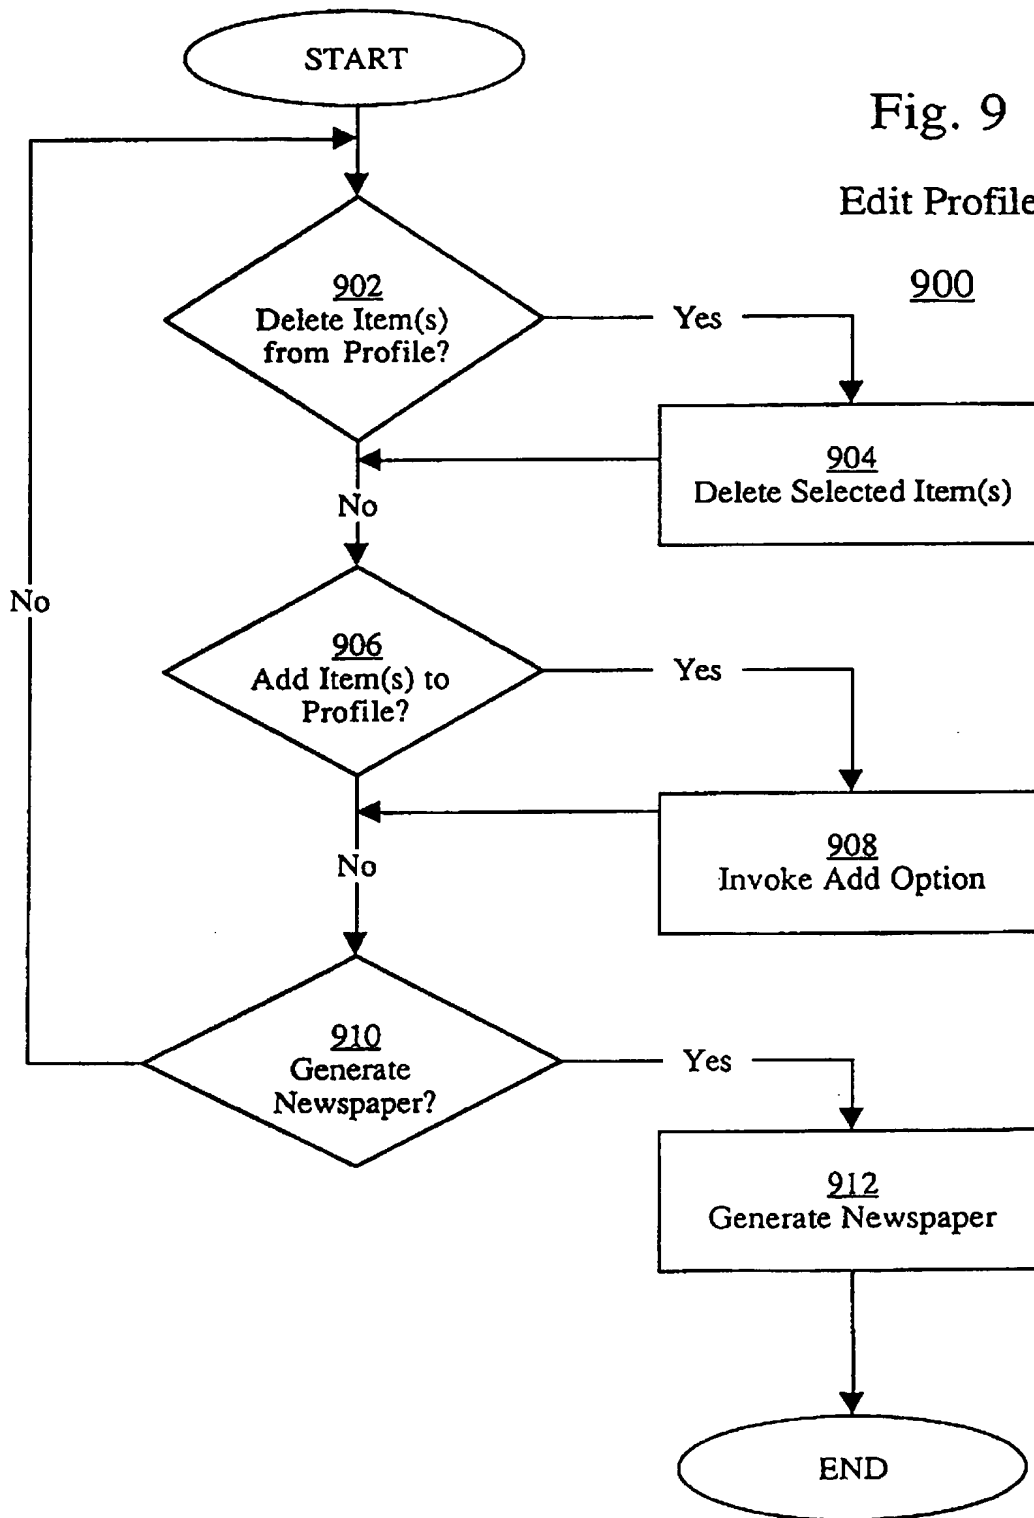 START
Fig. 9
Edit Profile
900
902
Delete Item(s)
from Profile?
Yes
904
Delete Selected Item(s)
No
No
906
Add Item(s) to
Profile?
Yes
908
Invoke Add Option
No
910
Generate
Newspaper?
Yes
912
Generate Newspaper
END